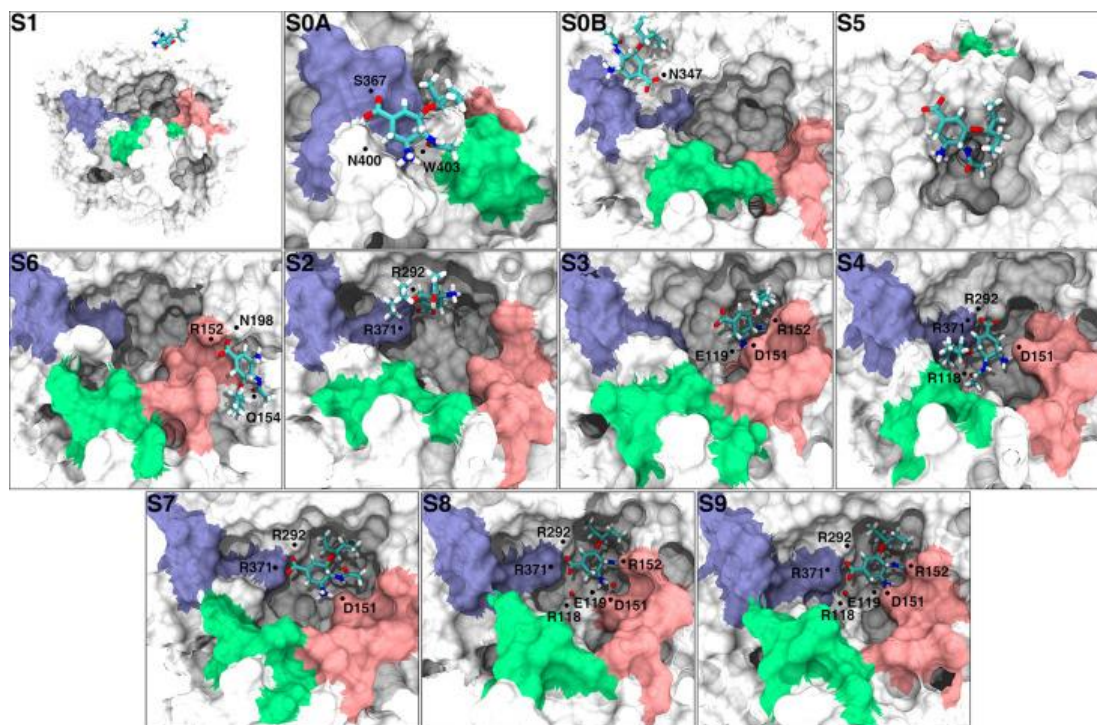 S1
S0A
S367
N400
W403
S0B
N347
S5
S6
R152
N198
Q154
S2
R292
R371
S3
R152
E119
D151
S4
R292
R371
D151
R118
S7
R292
R371
D151
S8
R292
R371
R152
E119
D151
R118
S9
R292
R371
R152
E119
D151
R118